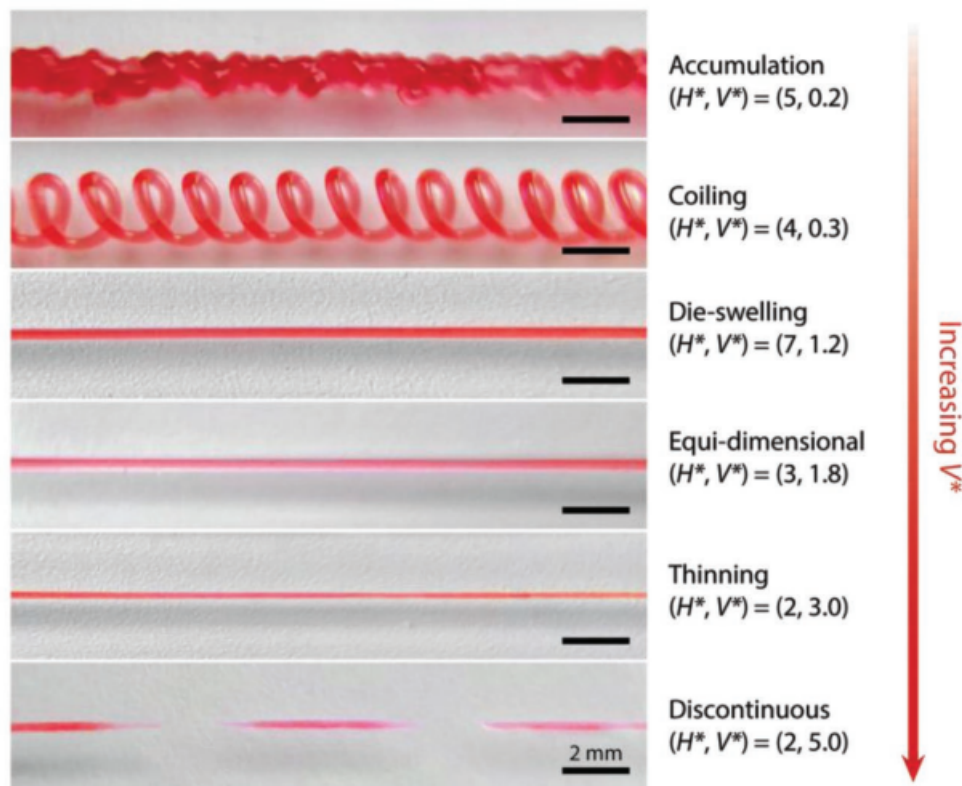 Accumulation
(H*, V*) = (5, 0.2)
Coiling
(H*, V*) = (4, 0.3)
Die-swelling
(H*, V*) = (7, 1.2)
Equi-dimensional
(H*, V*) = (3, 1.8)
Thinning
(H*, V*) = (2, 3.0)
Discontinuous
(H*, V*) = (2, 5.0)
2 mm
Increasing V*